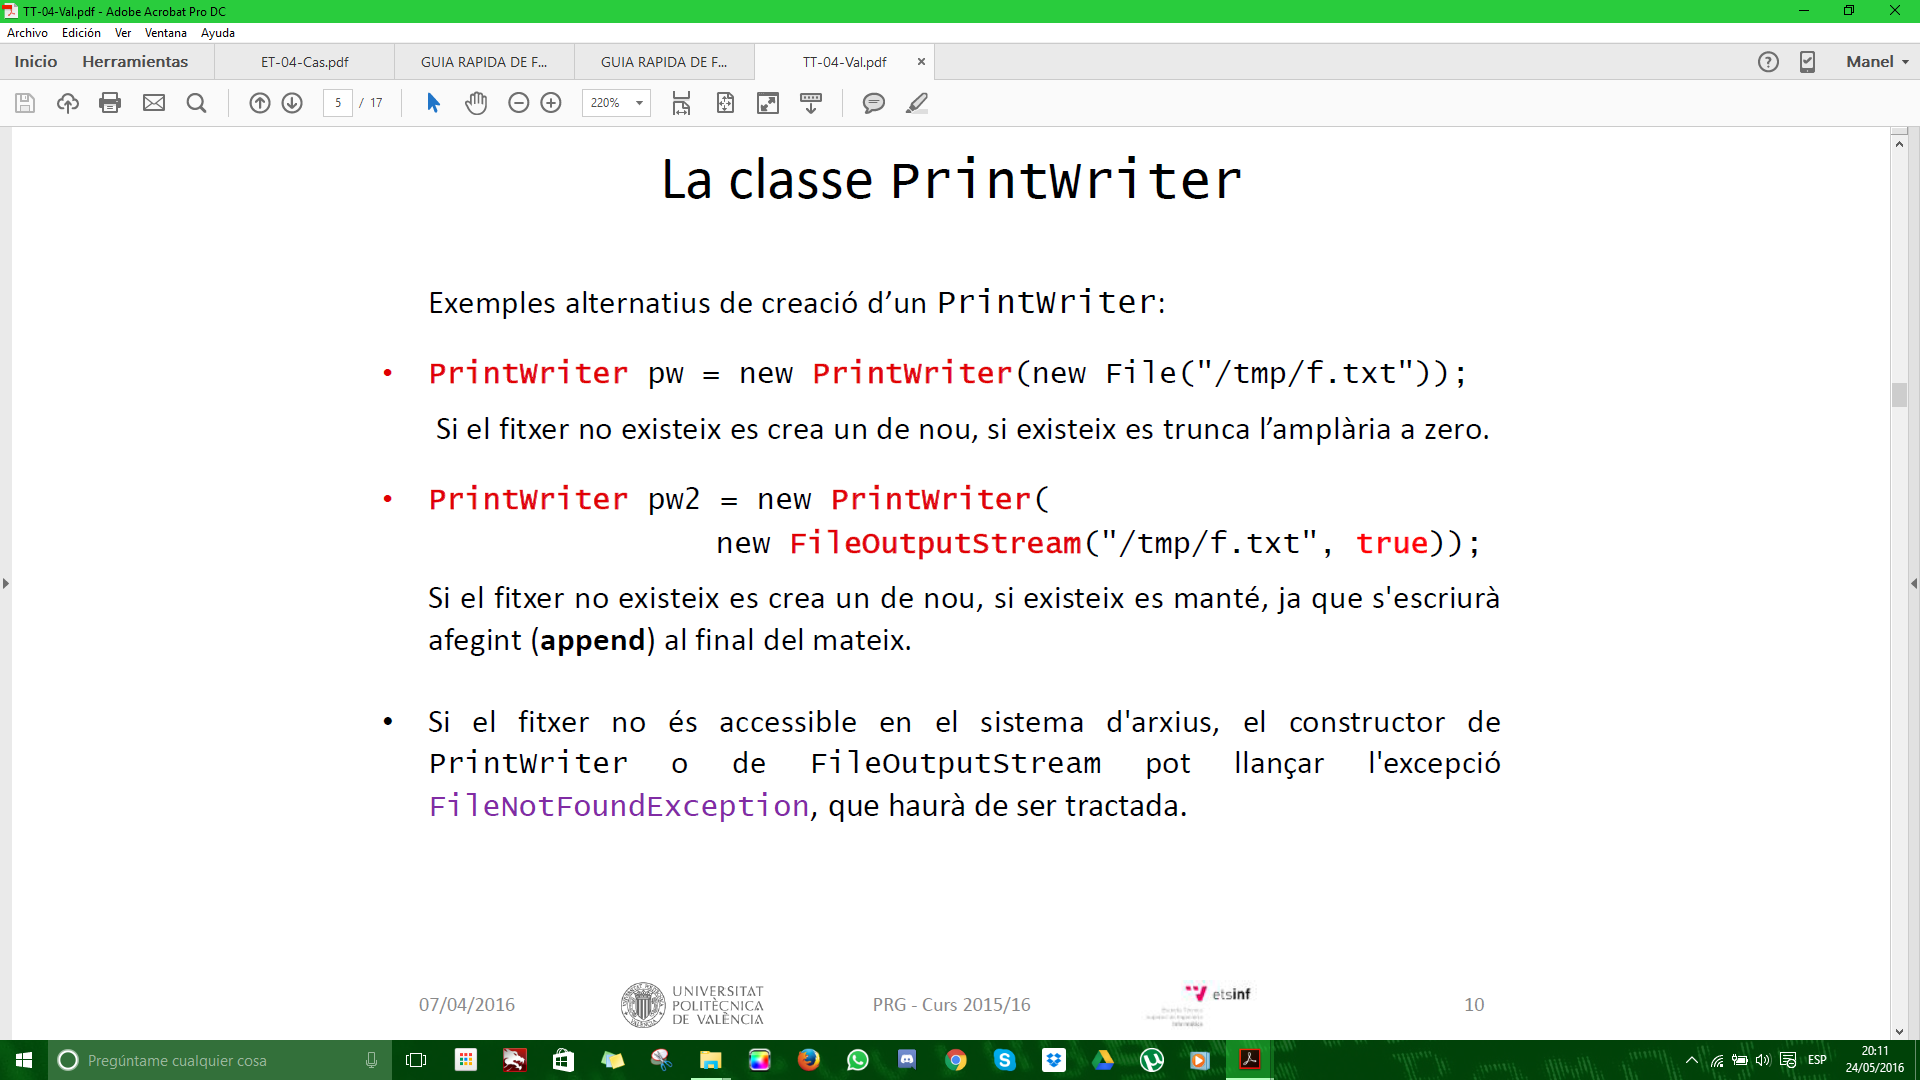 TT-04-Val.pdf - Adobe Acrobat Pro DC
Archivo Edición Ver Ventana Ayuda
Inicio Herramientas ET-04-Cas.pdf GUIA RAPIDA DE F... GUIA RAPIDA DE F... TT-04-Val.pdf × Manel
5 / 17 220%
La classe PrintWriter
Exemples alternatius de creació d’un PrintWriter:
• PrintWriter pw = new PrintWriter(new File("/tmp/f.txt"));
Si el fitxer no existeix es crea un de nou, si existeix es trunca l’amplària a zero.
• PrintWriter pw2 = new PrintWriter(
new FileOutputStream("/tmp/f.txt", true));
Si el fitxer no existeix es crea un de nou, si existeix es manté, ja que s'escriurà
afegint (append) al final del mateix.
• Si el fitxer no és accessible en el sistema d'arxius, el constructor de
PrintWriter o de FileOutputStream pot llançar l'excepció
FileNotFoundException, que haurà de ser tractada.
07/04/2016
UNIVERSITAT
POLITÈCNICA
DE VALÈNCIA
PRG - Curs 2015/16
etsinf
10
Pregúntame cualquier cosa
ESP
20:11
24/05/2016